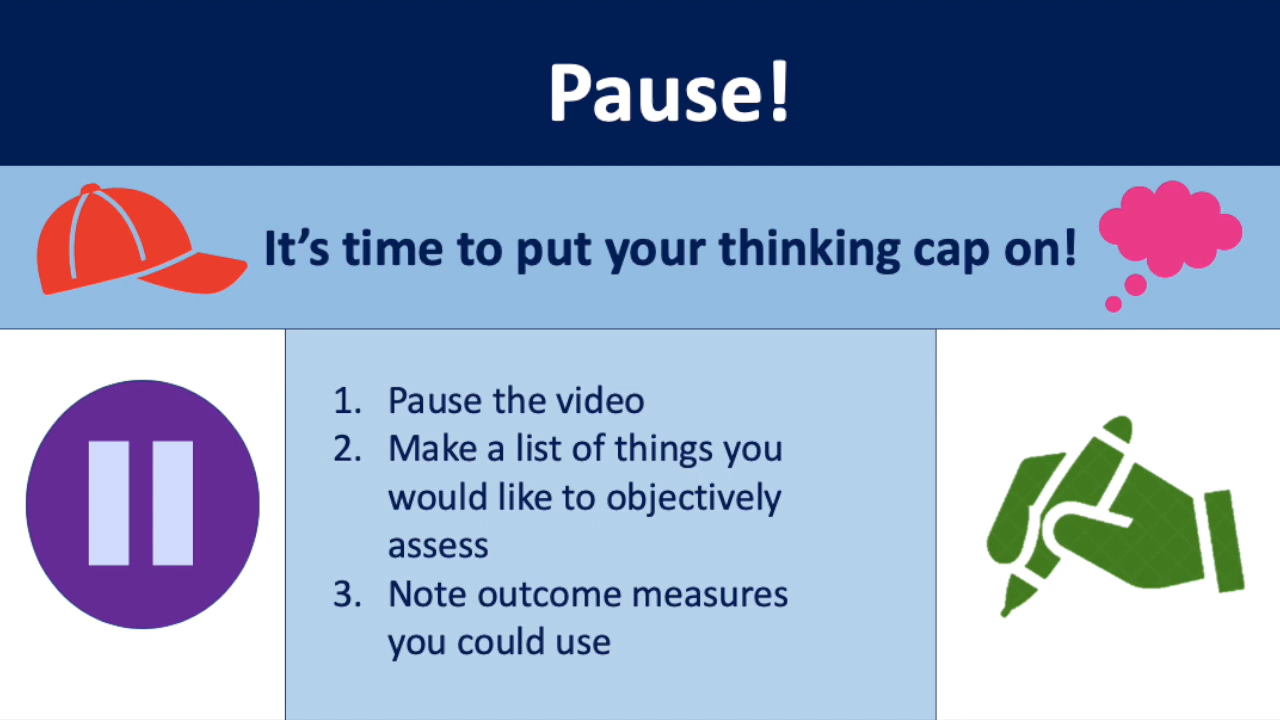 Pause!
It's time to put your thinking cap on!
1. Pause the video
2. Make a list of things you
would like to objectively
assess
3. Note outcome measures
you could use